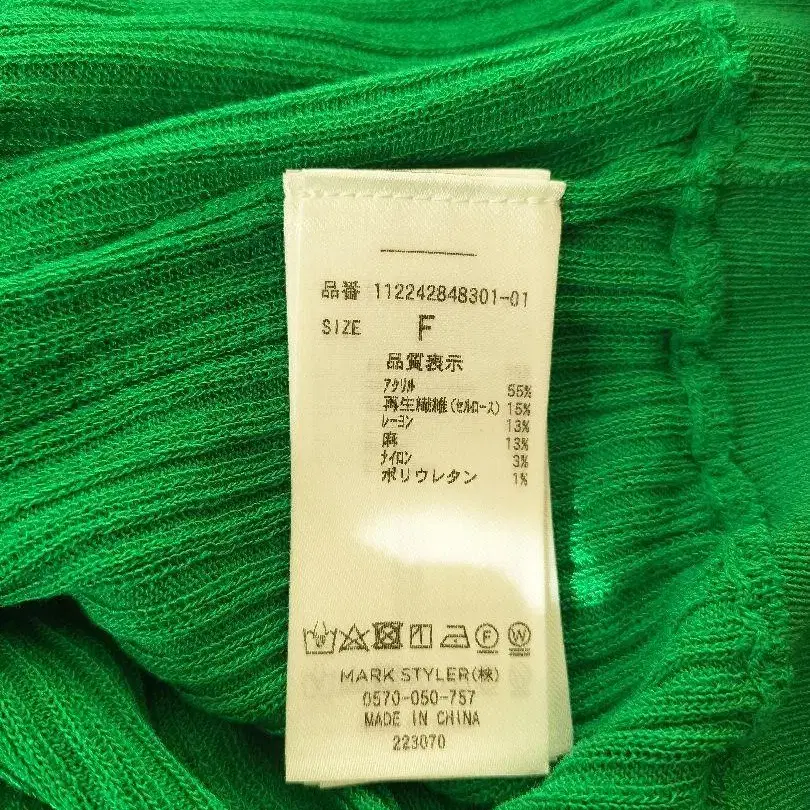 品番 112242848301-01
SIZE F
品質表示
アクリル 55%
再生繊維(セルロース) 15%
レーヨン 13%
麻 13%
ナイロン 3%
ポリウレタン 1%
F W
MARK STYLER(株)
0570-050-757
MADE IN CHINA
223070